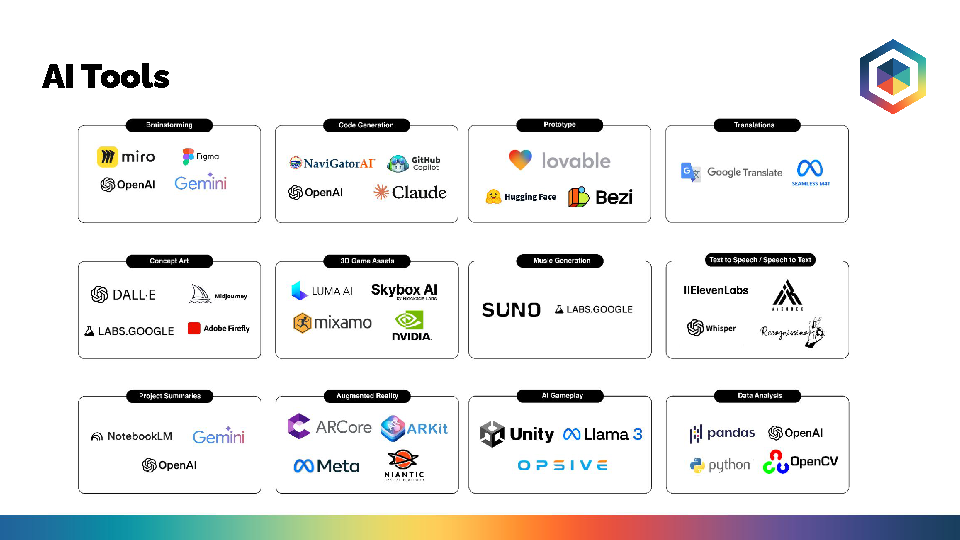 AI Tools
Brainstorming
miro
Figma
OpenAI
Gemini
Code Generation
NaviGatorAI
GitHub
Copilot
OpenAI
Claude
Prototype
lovable
Hugging Face
Bezi
Translations
Google Translate
SEAMLESS M4T
Concept Art
DALL·E
Midjourney
LABS.GOOGLE
Adobe Firefly
3D Game Assets
LUMA AI
Skybox AI
by Blockade Labs
mixamo
NVIDIA.
Music Generation
SUNO
LABS.GOOGLE
Text to Speech / Speech to Text
IIElevenLabs
Whisper
Project Summaries
NotebookLM
Gemini
OpenAI
Augmented Reality
ARCore
ARKit
Meta
NIANTIC
AI Gameplay
Unity
Llama 3
OPSIVE
Data Analysis
pandas
OpenAI
python
OpenCV